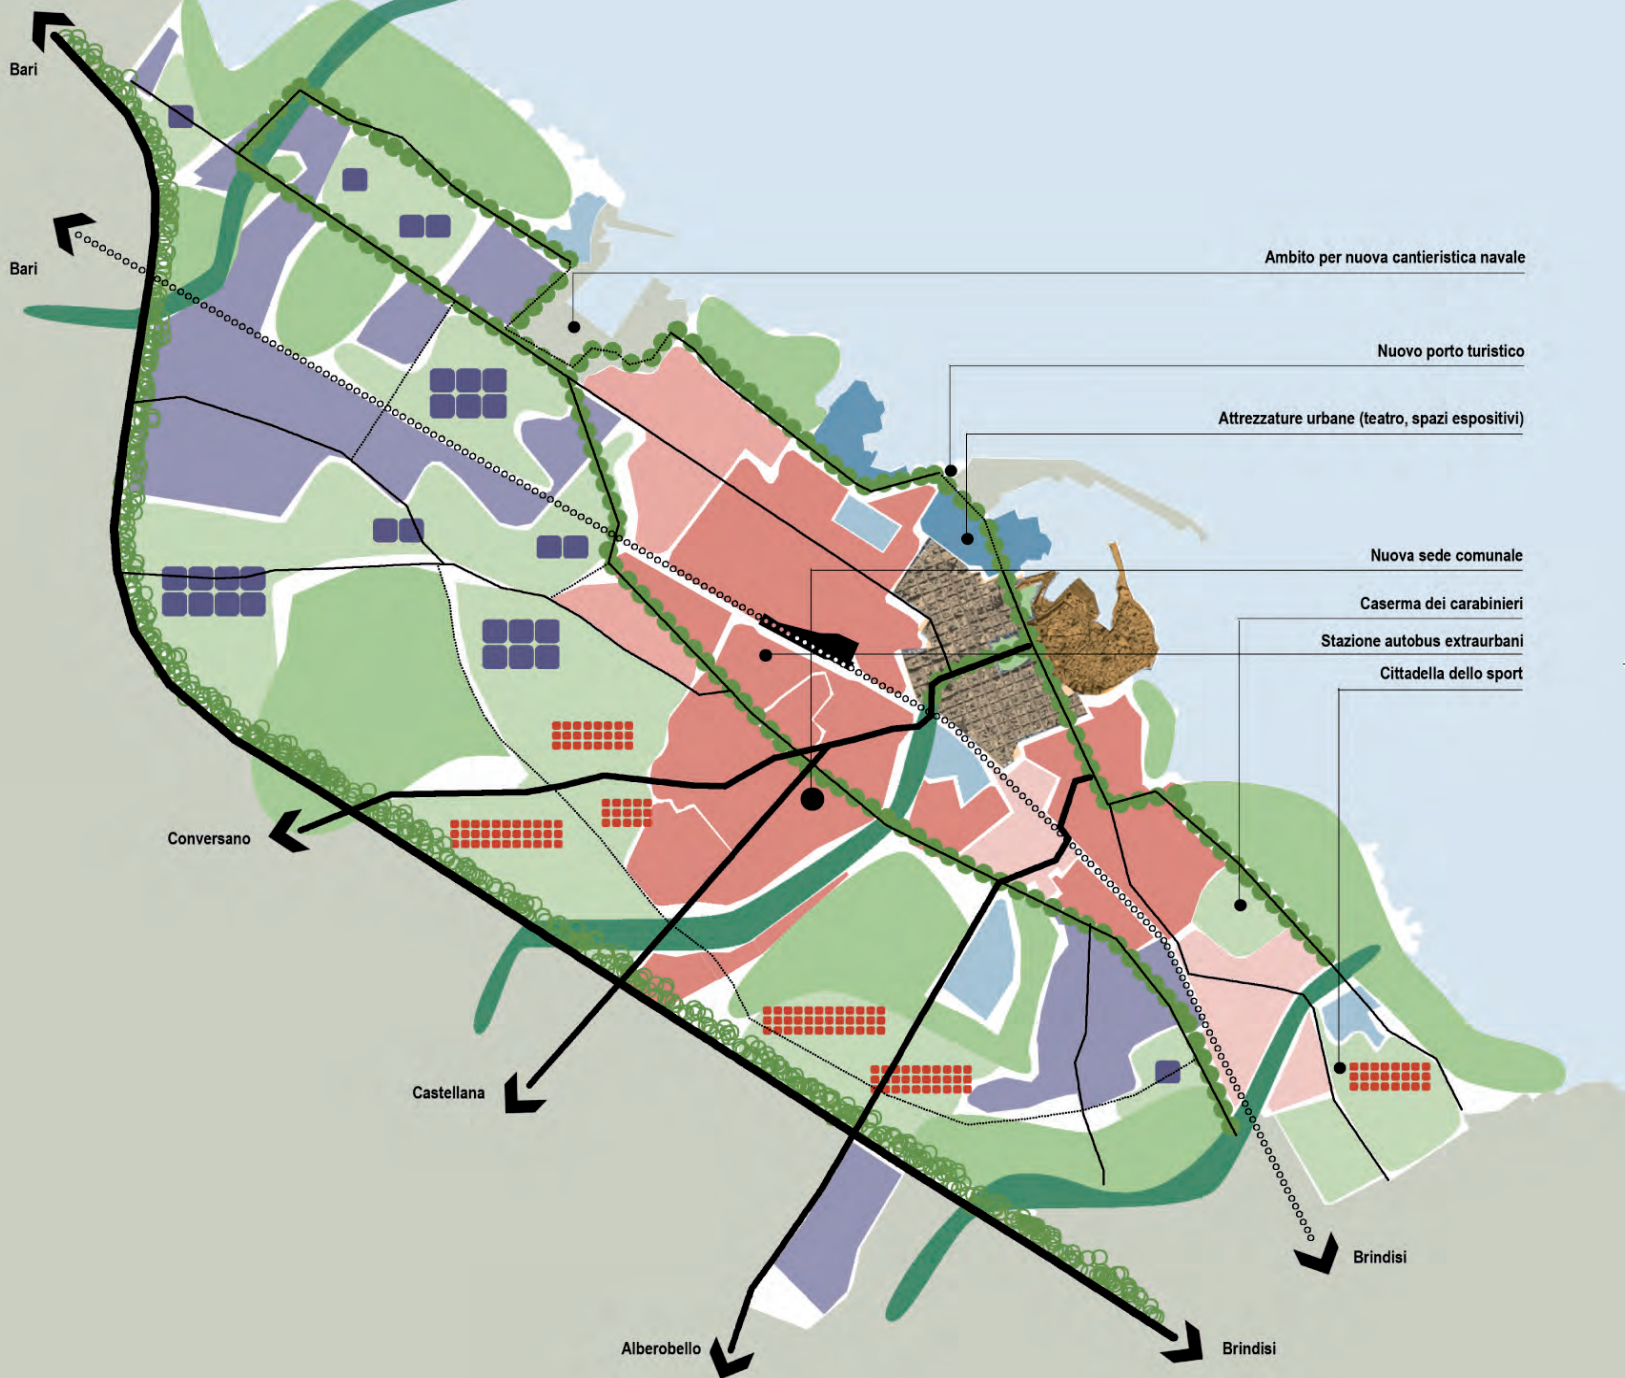 Bari
Bari
Ambito per nuova cantieristica navale
Nuovo porto turistico
Attrezzature urbane (teatro, spazi espositivi)
Nuova sede comunale
Caserma dei carabinieri
Stazione autobus extraurbani
Cittadella dello sport
Conversano
Castellana
Brindisi
Alberobello
Brindisi